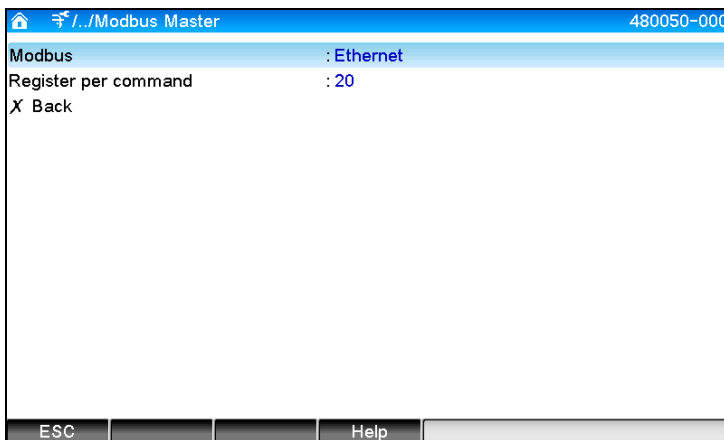 /../Modbus Master 480050-000
Modbus : Ethernet
Register per command : 20
X Back
ESC Help